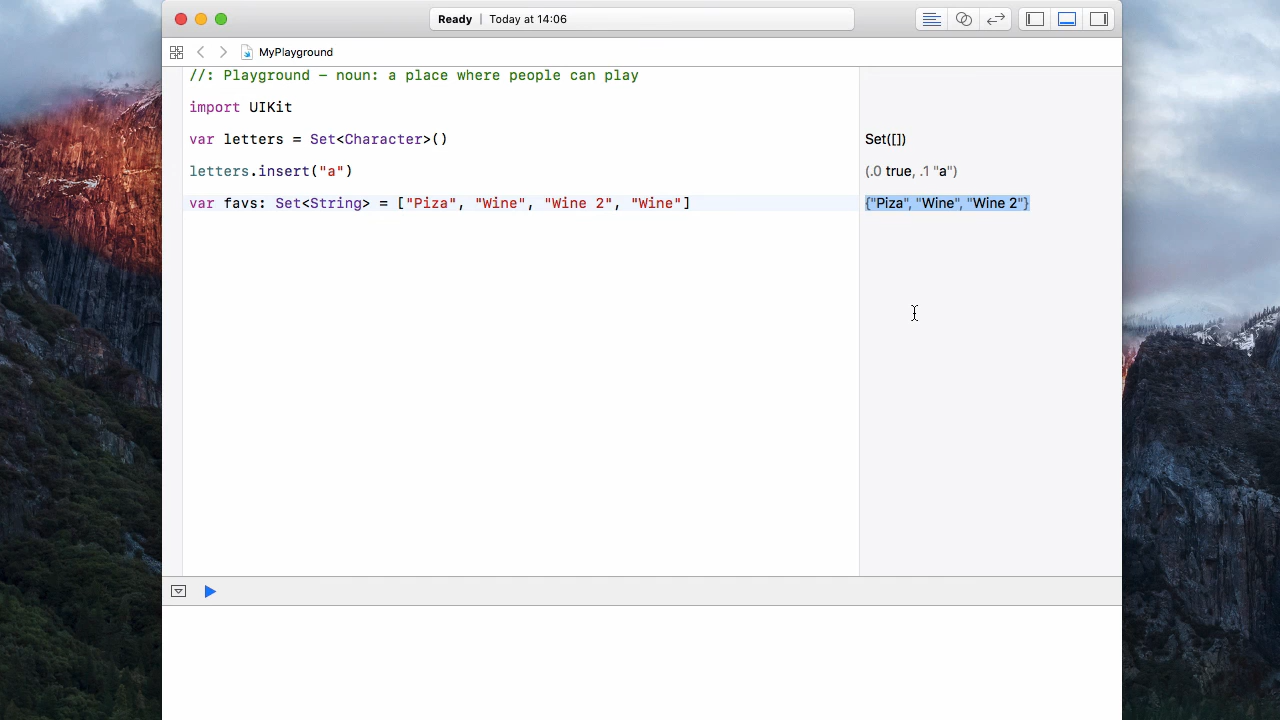 Ready | Today at 14:06
MyPlayground
//: Playground – noun: a place where people can play
import UIKit
var letters = Set<Character>() Set([])
letters.insert("a") (.0 true, .1 "a")
var favs: Set<String> = ["Piza", "Wine", "Wine 2", "Wine"] {"Piza", "Wine", "Wine 2"}